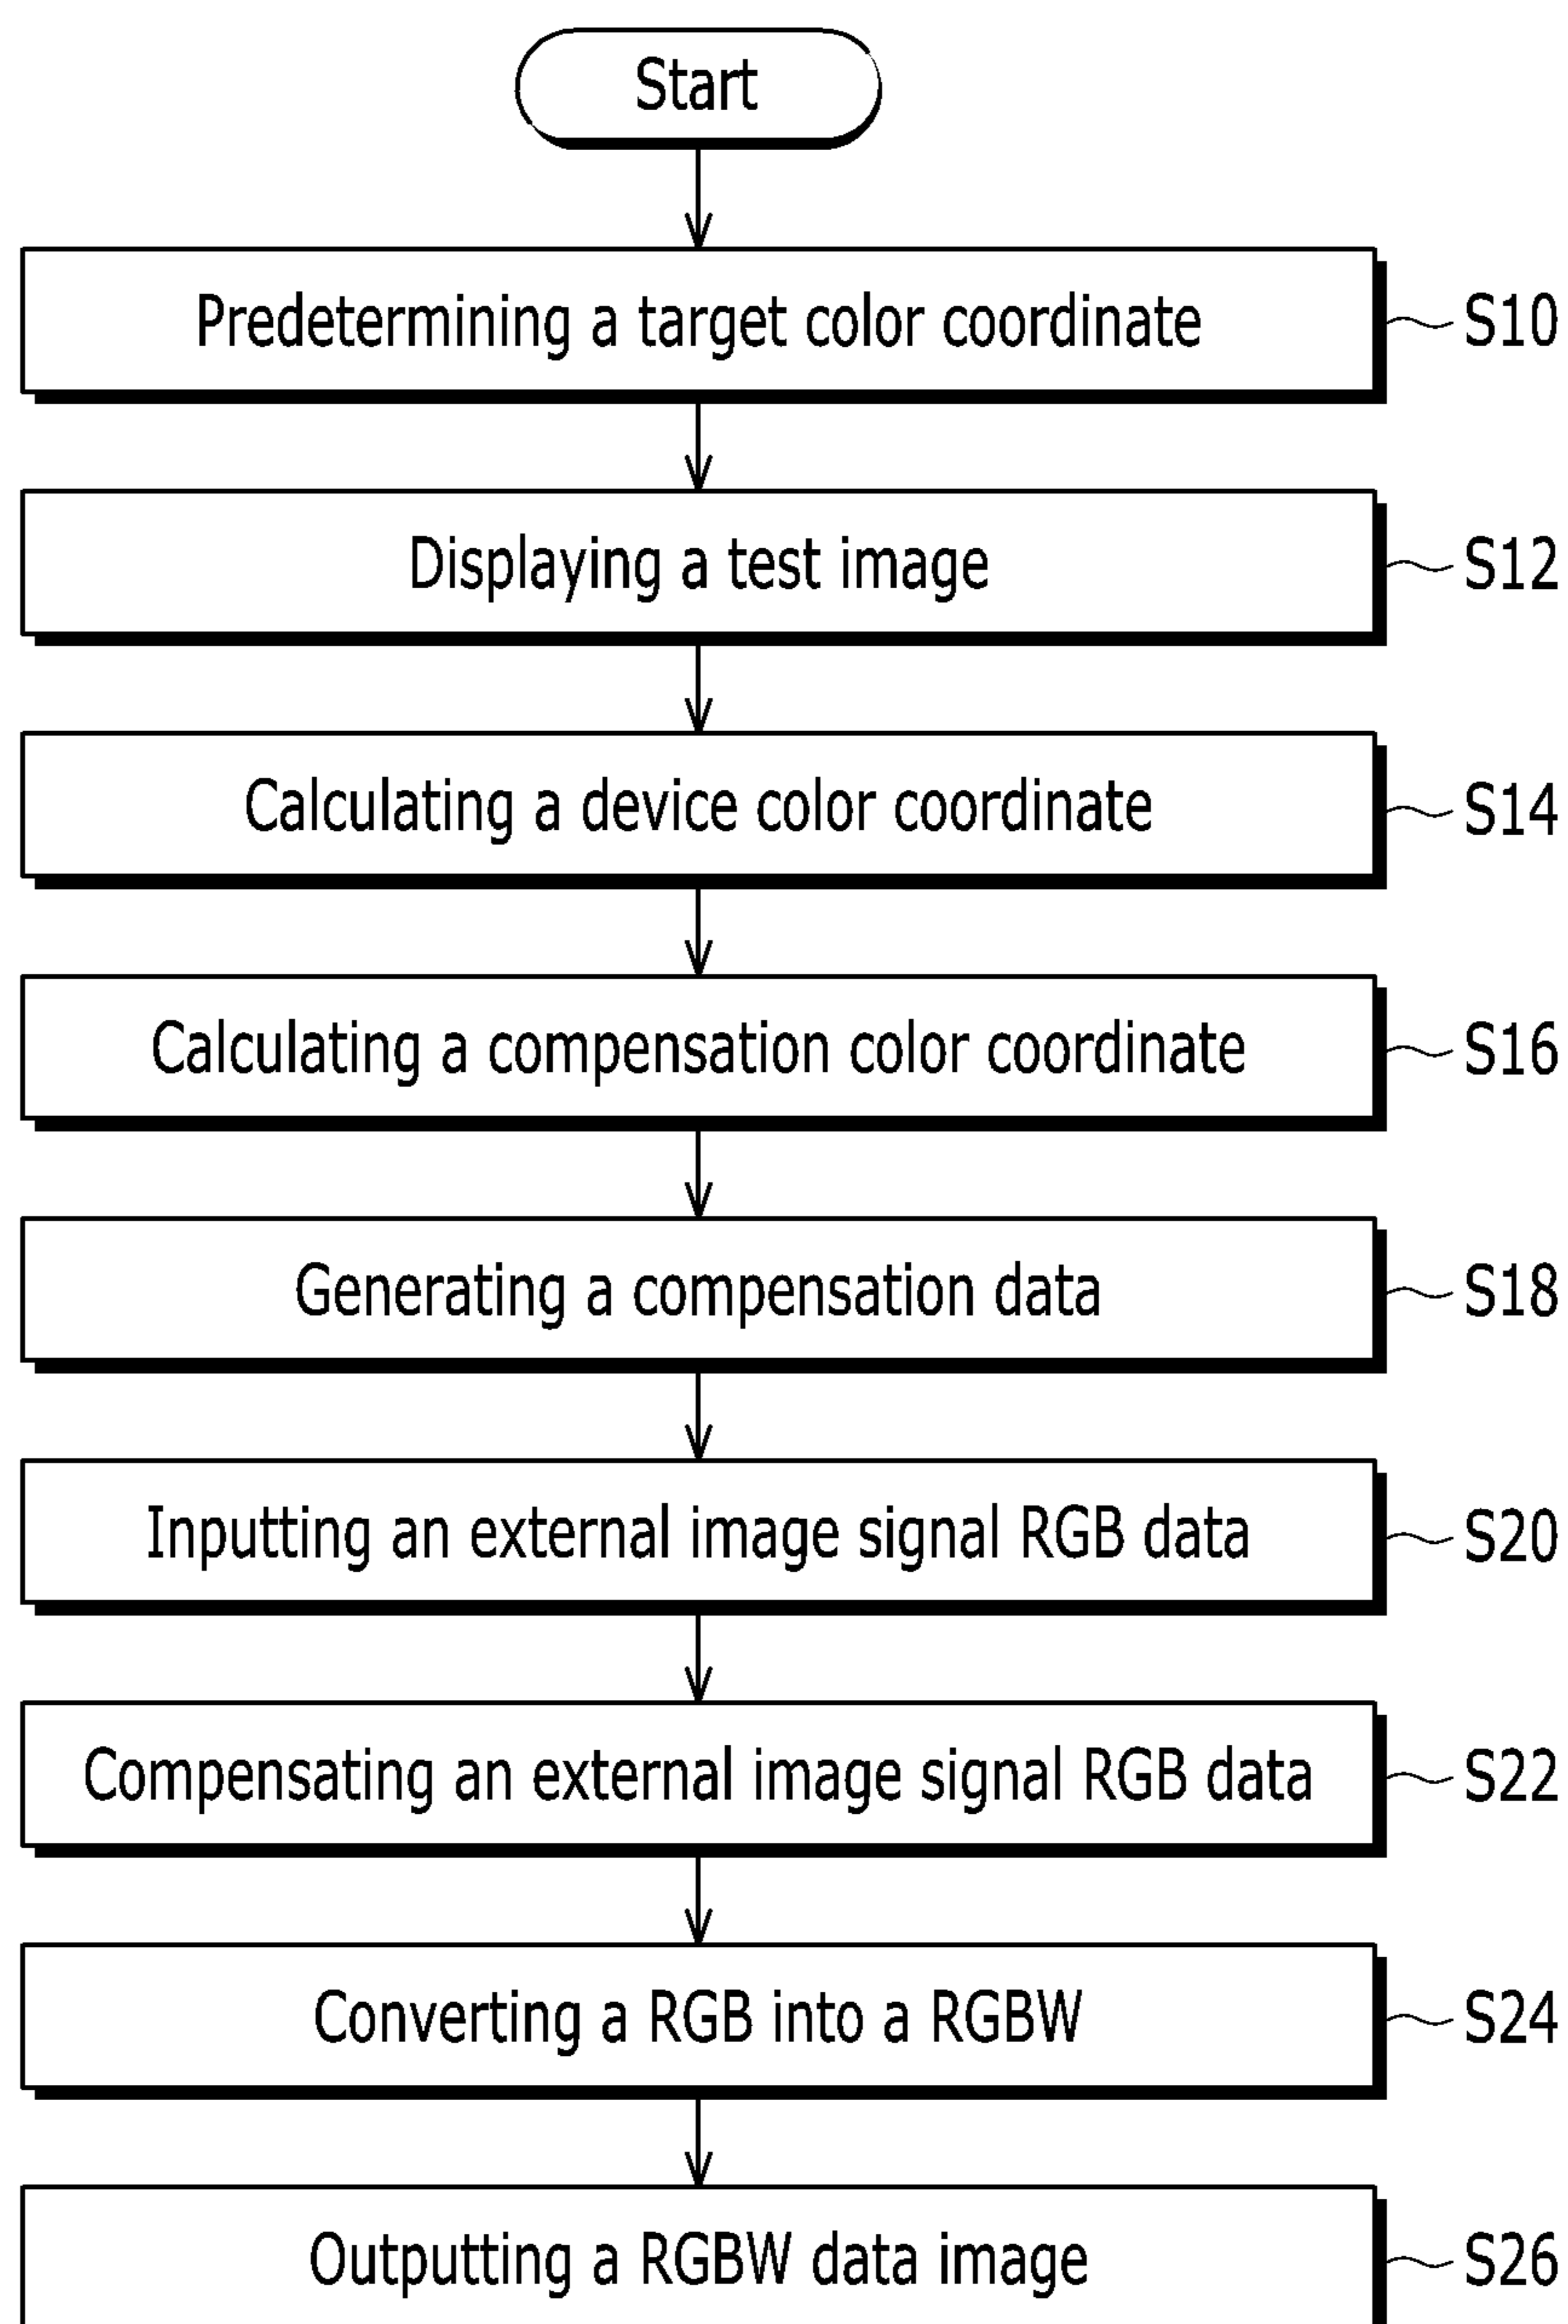 Start
Predetermining a target color coordinate
S10
Displaying a test image
S12
Calculating a device color coordinate
S14
Calculating a compensation color coordinate
S16
Generating a compensation data
S18
Inputting an external image signal RGB data
S20
Compensating an external image signal RGB data
S22
Converting a RGB into a RGBW
S24
Outputting a RGBW data image
S26